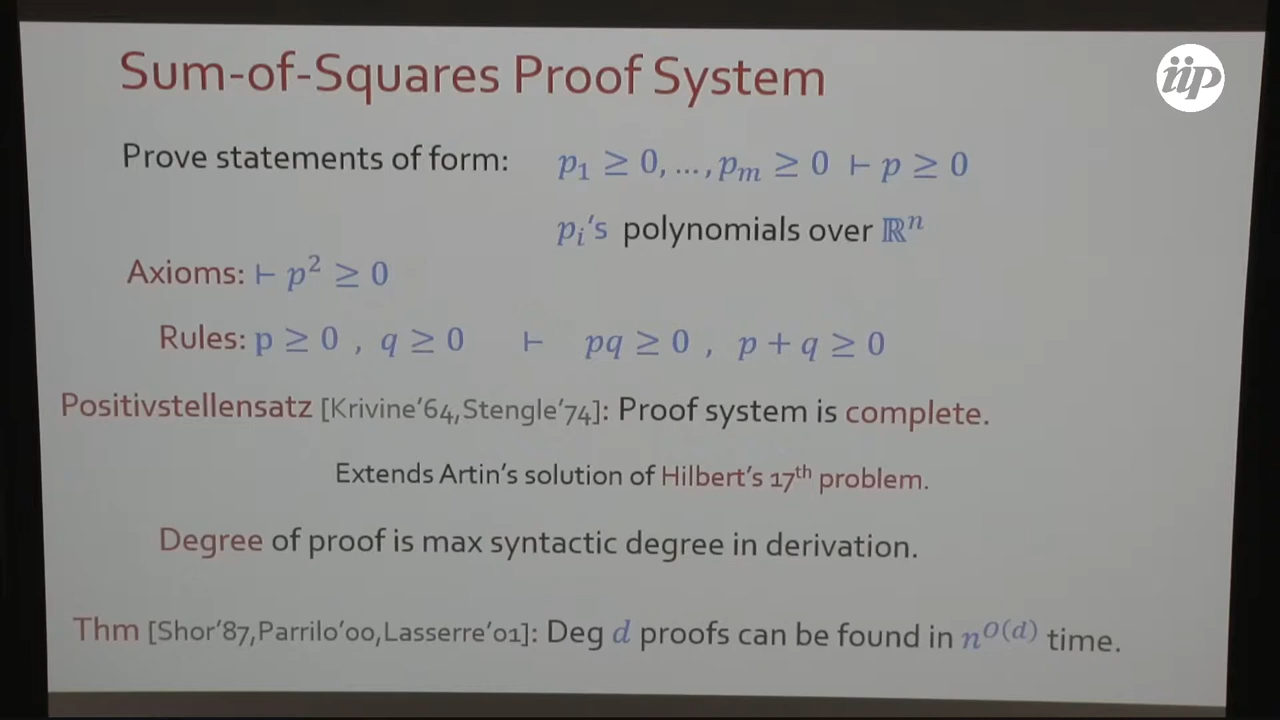 Sum-of-Squares Proof System
iip
Prove statements of form: p₁ ≥ 0, ..., pₘ ≥ 0 ⊢ p ≥ 0
pᵢ's polynomials over ℝⁿ
Axioms: ⊢ p² ≥ 0
Rules: p ≥ 0 , q ≥ 0 ⊢ pq ≥ 0 , p + q ≥ 0
Positivstellensatz [Krivine'64,Stengle'74]: Proof system is complete.
Extends Artin's solution of Hilbert's 17ᵗʰ problem.
Degree of proof is max syntactic degree in derivation.
Thm [Shor'87,Parrilo'00,Lasserre'01]: Deg d proofs can be found in n^O(d) time.